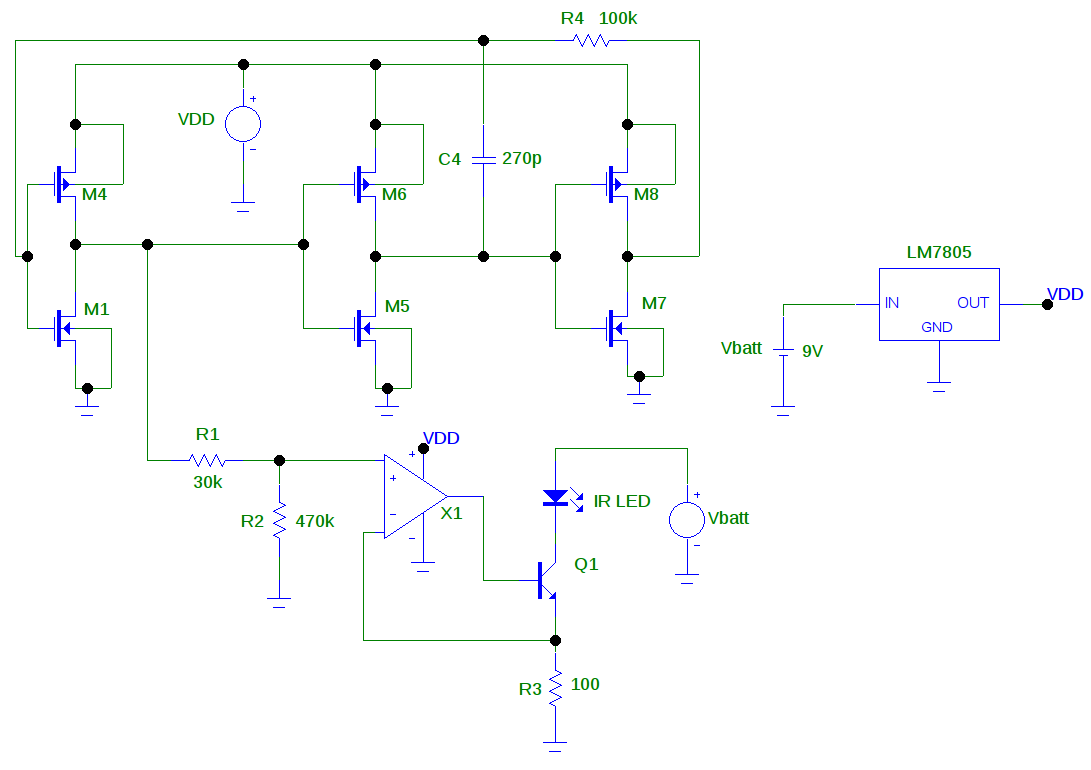 R4 100k
VDD
C4 270p
M4
M6
M8
LM7805
IN OUT
GND
VDD
M1
M5
M7
Vbatt 9V
R1
30k
VDD
+
+
-
-
X1
R2 470k
IR LED
+
-
Vbatt
Q1
R3 100
+
-